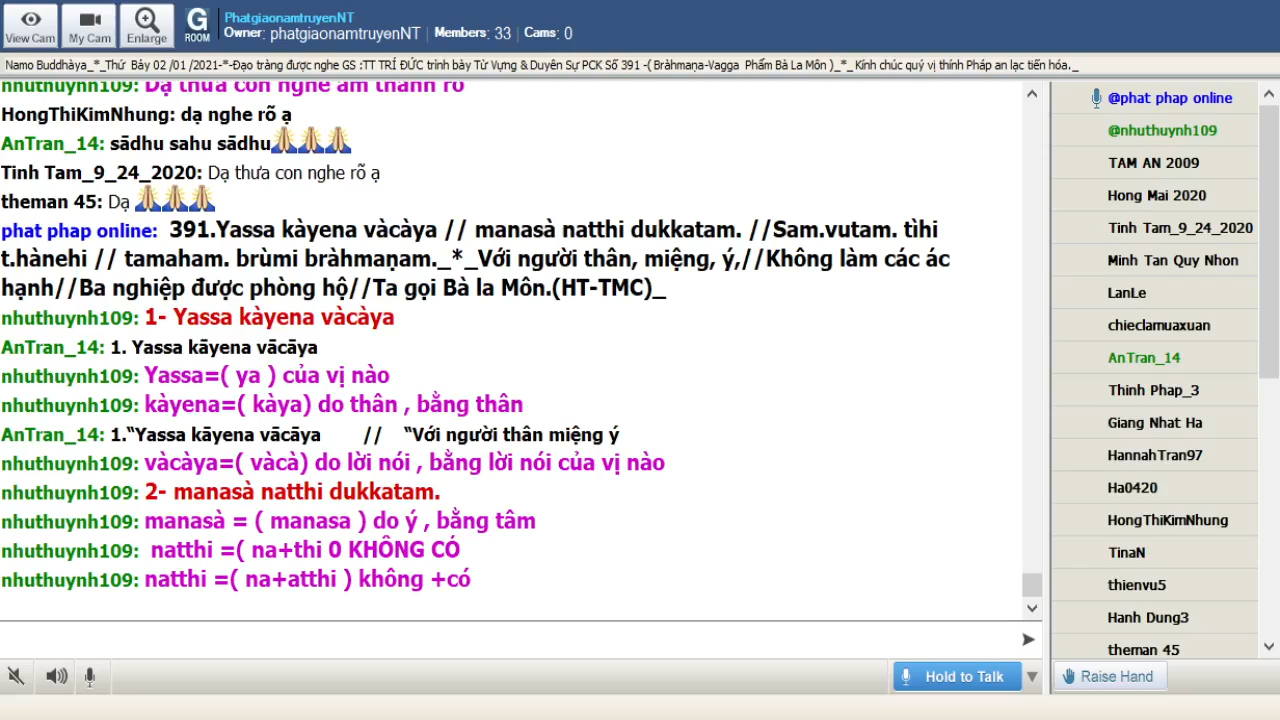 View Cam
My Cam
Enlarge
G
ROOM
PhatgiaonamtruyenNT
Owner: phatgiaonamtruyenNT | Members: 33 | Cams: 0
Namo Buddhàya_*_Thứ Bảy 02 /01 /2021-*-Đạo tràng được nghe GS :TT TRÍ ĐỨC trình bày Từ Vựng & Duyên Sự PCK Số 391 -( Bràhmaṇa-Vagga Phẩm Bà La Môn )_*_ Kính chúc quý vị thính Pháp an lạc tiến hóa._
nhuthuynh109: Dạ thưa con nghe âm thanh rõ
HongThiKimNhung: dạ nghe rõ ạ
AnTran_14: sādhu sahu sādhu
Tinh Tam_9_24_2020: Dạ thưa con nghe rõ ạ
theman 45: Dạ
phat phap online: 391.Yassa kàyena vàcàya // manasà natthi dukkatam. //Sam.vutam. tìhi
t.hànehi // tamaham. brùmi bràhmaṇam._*_Với người thân, miệng, ý,//Không làm các ác
hạnh//Ba nghiệp được phòng hộ//Ta gọi Bà la Môn.(HT-TMC)_
nhuthuynh109: 1- Yassa kàyena vàcàya
AnTran_14: 1. Yassa kāyena vācāya
nhuthuynh109: Yassa=( ya ) của vị nào
nhuthuynh109: kàyena=( kàya) do thân , bằng thân
AnTran_14: 1.“Yassa kāyena vācāya // “Với người thân miệng ý
nhuthuynh109: vàcàya=( vàcà) do lời nói , bằng lời nói của vị nào
nhuthuynh109: 2- manasà natthi dukkatam.
nhuthuynh109: manasà = ( manasa ) do ý , bằng tâm
nhuthuynh109: natthi =( na+thi 0 KHÔNG CÓ
nhuthuynh109: natthi =( na+atthi ) không +có
Hold to Talk
@phat phap online
@nhuthuynh109
TAM AN 2009
Hong Mai 2020
Tinh Tam_9_24_2020
Minh Tan Quy Nhon
LanLe
chieclamuaxuan
AnTran_14
Thinh Phap_3
Giang Nhat Ha
HannahTran97
Ha0420
HongThiKimNhung
TinaN
thienvu5
Hanh Dung3
theman 45
Raise Hand